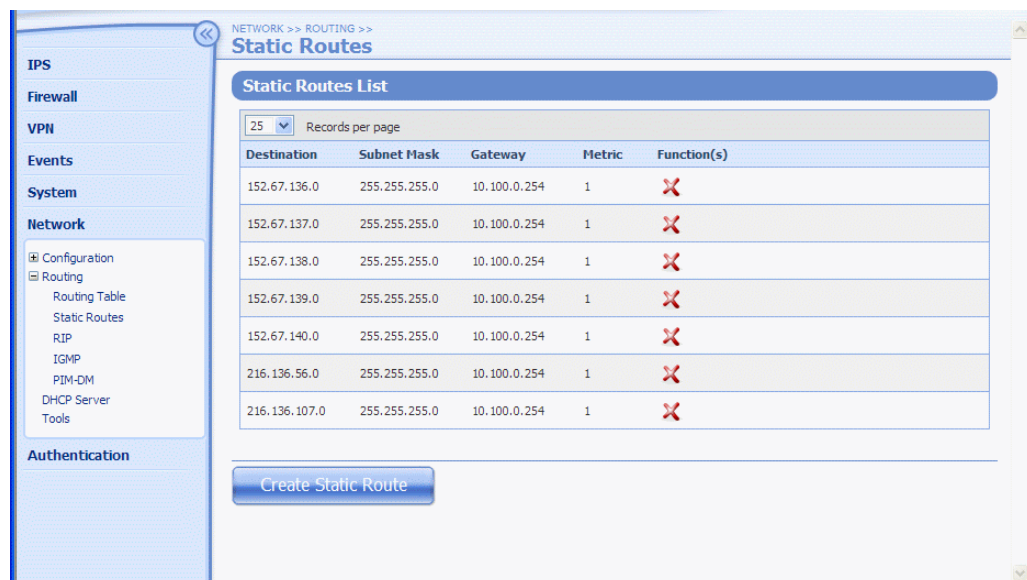 NETWORK >> ROUTING >>
Static Routes
IPS
Firewall
VPN
Events
System
Network
Configuration
Routing
Routing Table
Static Routes
RIP
IGMP
PIM-DM
DHCP Server
Tools
Authentication
Static Routes List
25 Records per page
Destination Subnet Mask Gateway Metric Function(s)
152.67.136.0 255.255.255.0 10.100.0.254 1
152.67.137.0 255.255.255.0 10.100.0.254 1
152.67.138.0 255.255.255.0 10.100.0.254 1
152.67.139.0 255.255.255.0 10.100.0.254 1
152.67.140.0 255.255.255.0 10.100.0.254 1
216.136.56.0 255.255.255.0 10.100.0.254 1
216.136.107.0 255.255.255.0 10.100.0.254 1
Create Static Route